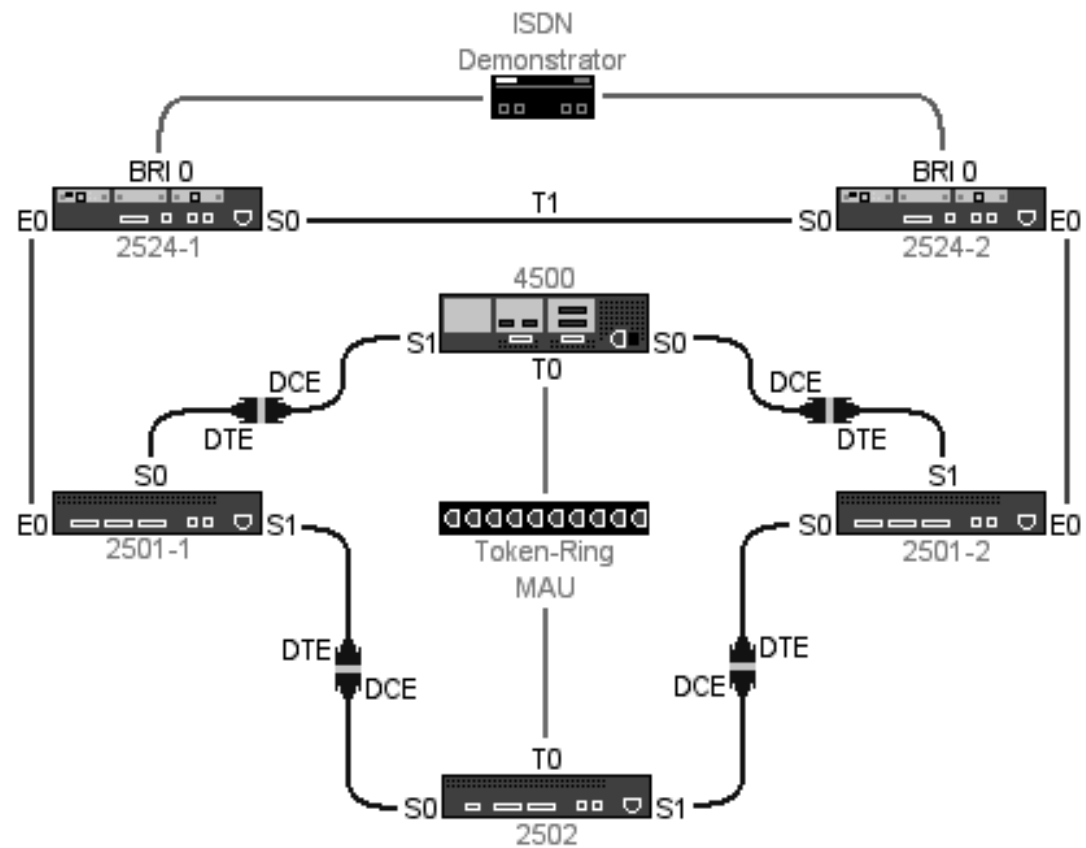 ISDN
Demonstrator
BRI 0
BRI 0
E0
S0
T1
S0
E0
2524-1
2524-2
4500
S1
S0
T0
DCE
DCE
DTE
DTE
S0
S1
E0
S1
S0
E0
2501-1
Token-Ring
2501-2
MAU
DTE
DTE
DCE
DCE
T0
S0
S1
2502